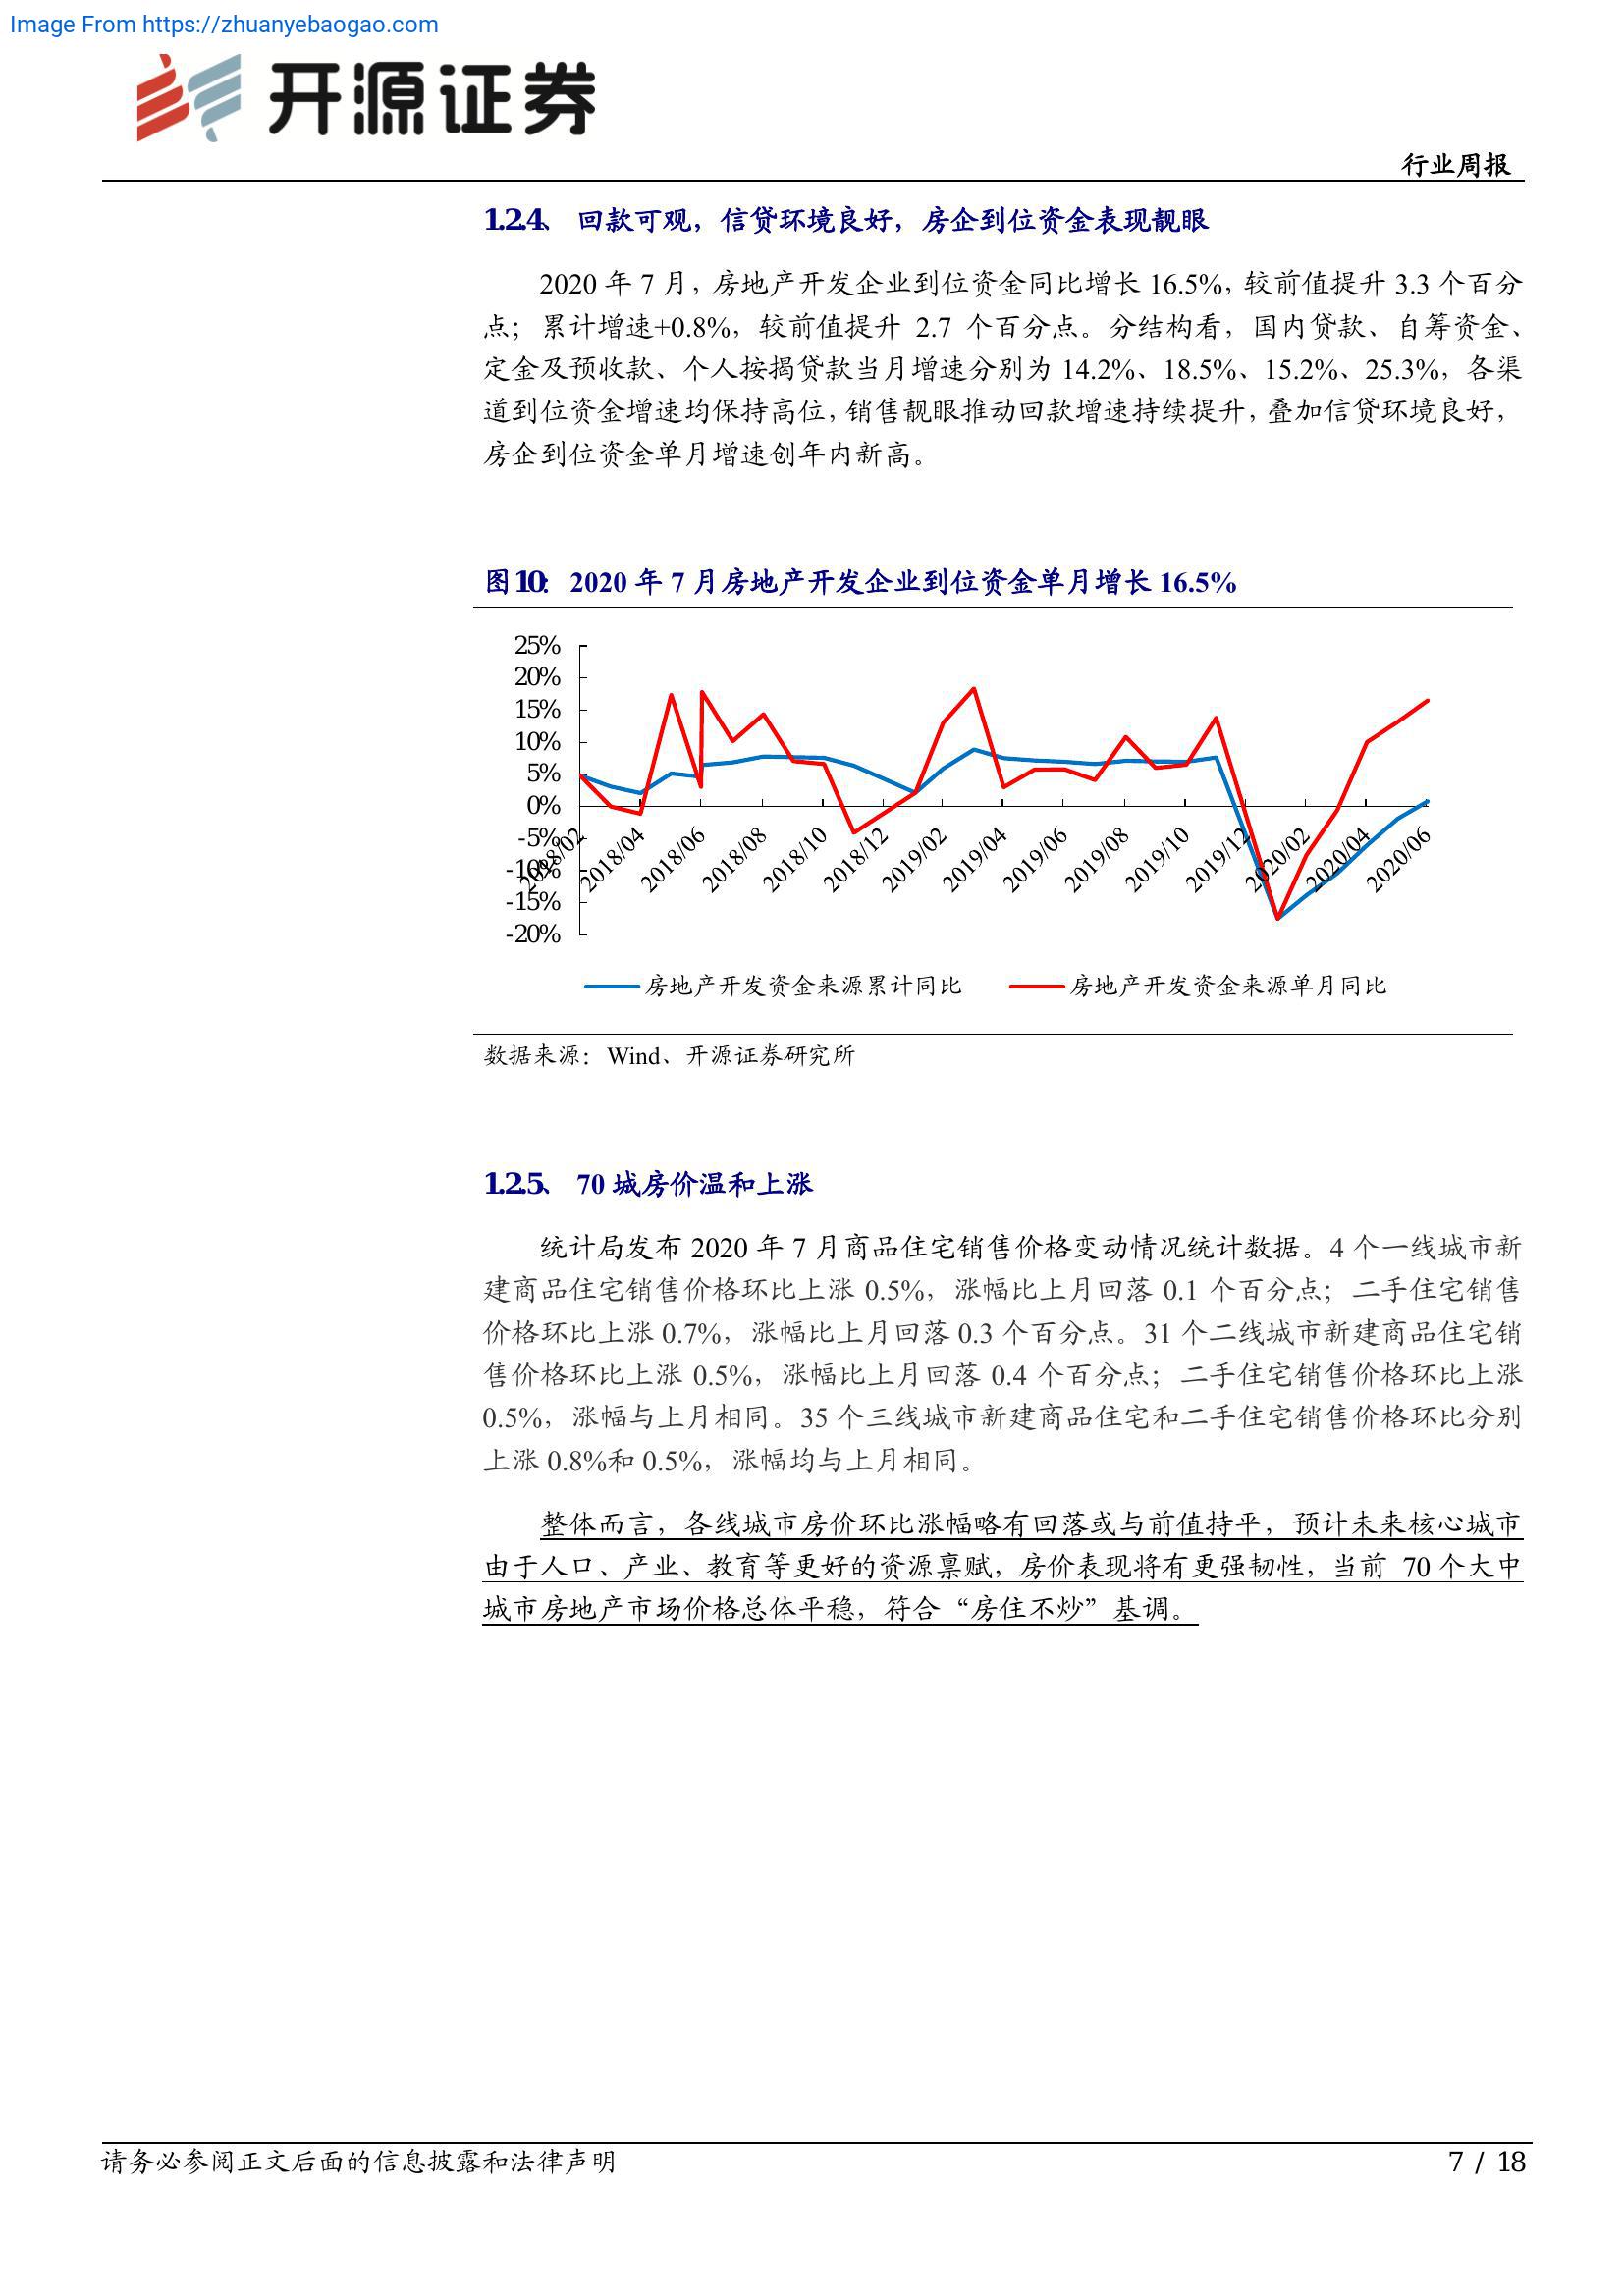 Image From https://zhuanyebaogao.com
开源证券
行业周报
1.2.4、 回款可观，信贷环境良好，房企到位资金表现靓眼
2020 年 7 月，房地产开发企业到位资金同比增长 16.5%，较前值提升 3.3 个百分
点；累计增速+0.8%，较前值提升 2.7 个百分点。分结构看，国内贷款、自筹资金、
定金及预收款、个人按揭贷款当月增速分别为 14.2%、18.5%、15.2%、25.3%，各渠
道到位资金增速均保持高位，销售靓眼推动回款增速持续提升，叠加信贷环境良好，
房企到位资金单月增速创年内新高。
图10： 2020 年 7 月房地产开发企业到位资金单月增长 16.5%
25%
20%
15%
10%
5%
0%
-5%
-10%
-15%
-20%
2018/02 2018/04 2018/06 2018/08 2018/10 2018/12 2019/02 2019/04 2019/06 2019/08 2019/10 2019/12 2020/02 2020/04 2020/06
房地产开发资金来源累计同比 房地产开发资金来源单月同比
数据来源：Wind、开源证券研究所
1.2.5、 70 城房价温和上涨
统计局发布 2020 年 7 月商品住宅销售价格变动情况统计数据。4 个一线城市新
建商品住宅销售价格环比上涨 0.5%，涨幅比上月回落 0.1 个百分点；二手住宅销售
价格环比上涨 0.7%，涨幅比上月回落 0.3 个百分点。31 个二线城市新建商品住宅销
售价格环比上涨 0.5%，涨幅比上月回落 0.4 个百分点；二手住宅销售价格环比上涨
0.5%，涨幅与上月相同。35 个三线城市新建商品住宅和二手住宅销售价格环比分别
上涨 0.8%和 0.5%，涨幅均与上月相同。
整体而言，各线城市房价环比涨幅略有回落或与前值持平，预计未来核心城市
由于人口、产业、教育等更好的资源禀赋，房价表现将有更强韧性，当前 70 个大中
城市房地产市场价格总体平稳，符合“房住不炒”基调。
请务必参阅正文后面的信息披露和法律声明
7 / 18